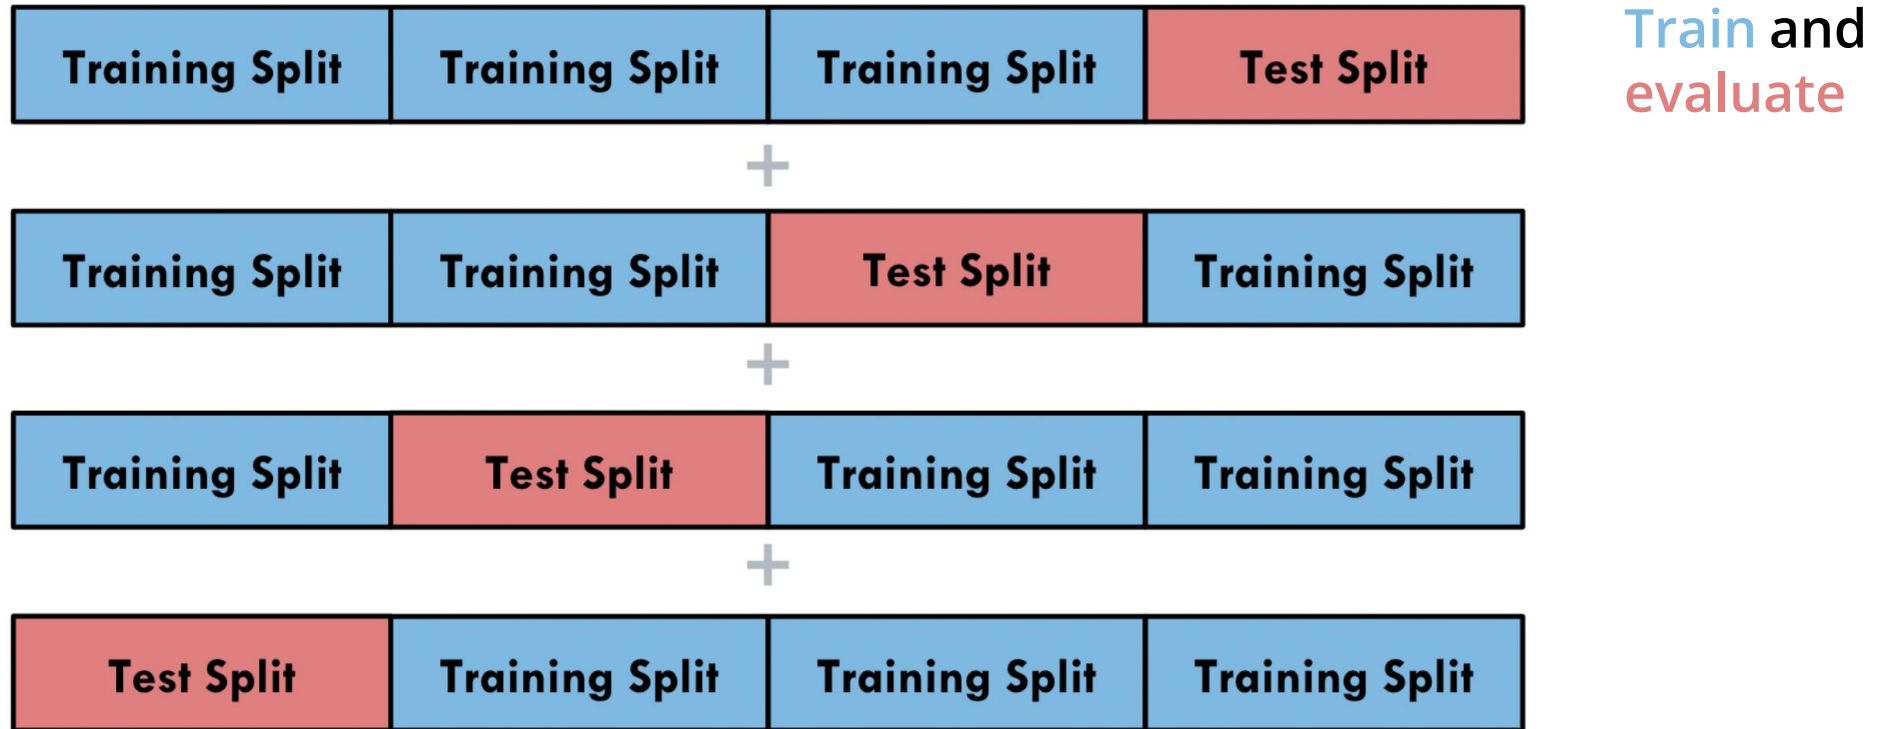 Training Split Training Split Training Split Test Split
Train and
evaluate
+
Training Split Training Split Test Split Training Split
+
Training Split Test Split Training Split Training Split
+
Test Split Training Split Training Split Training Split